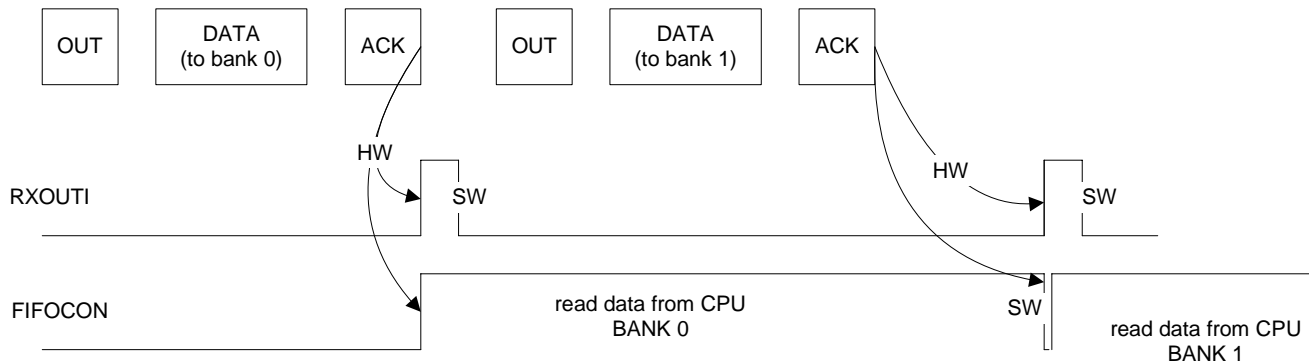 OUT
DATA
(to bank 0)
ACK
OUT
DATA
(to bank 1)
ACK
HW
HW
RXOUTI
SW
SW
FIFOCON
read data from CPU
BANK 0
SW
read data from CPU
BANK 1